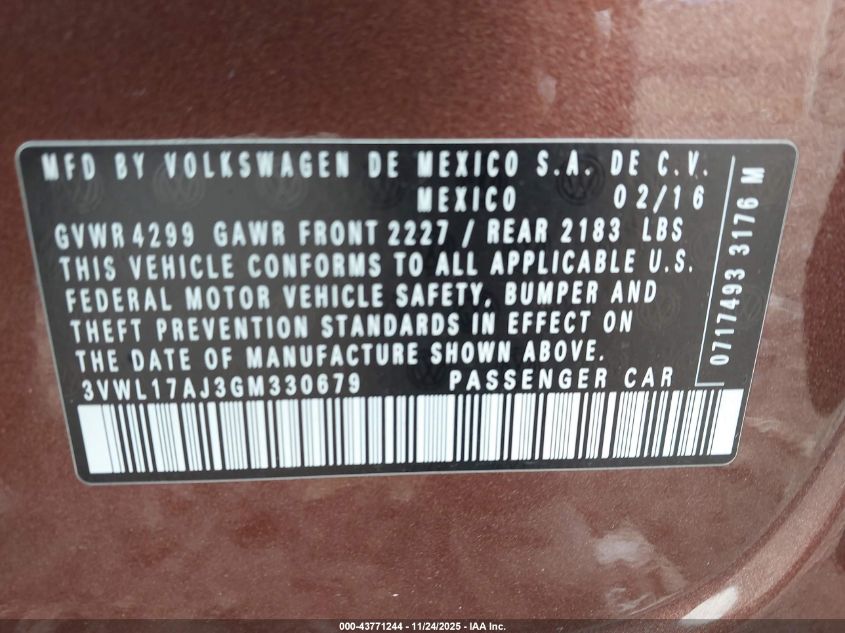 MFD BY VOLKSWAGEN DE MEXICO S.A. DE C.V.
MEXICO 02/16
GVWR 4299 GAWR FRONT 2227 / REAR 2183 LBS
THIS VEHICLE CONFORMS TO ALL APPLICABLE U.S.
FEDERAL MOTOR VEHICLE SAFETY, BUMPER AND
THEFT PREVENTION STANDARDS IN EFFECT ON
THE DATE OF MANUFACTURE SHOWN ABOVE.
3VWL17AJ3GM330679 PASSENGER CAR
0717493 3176 M
000-43771244 - 11/24/2025 - IAA Inc.